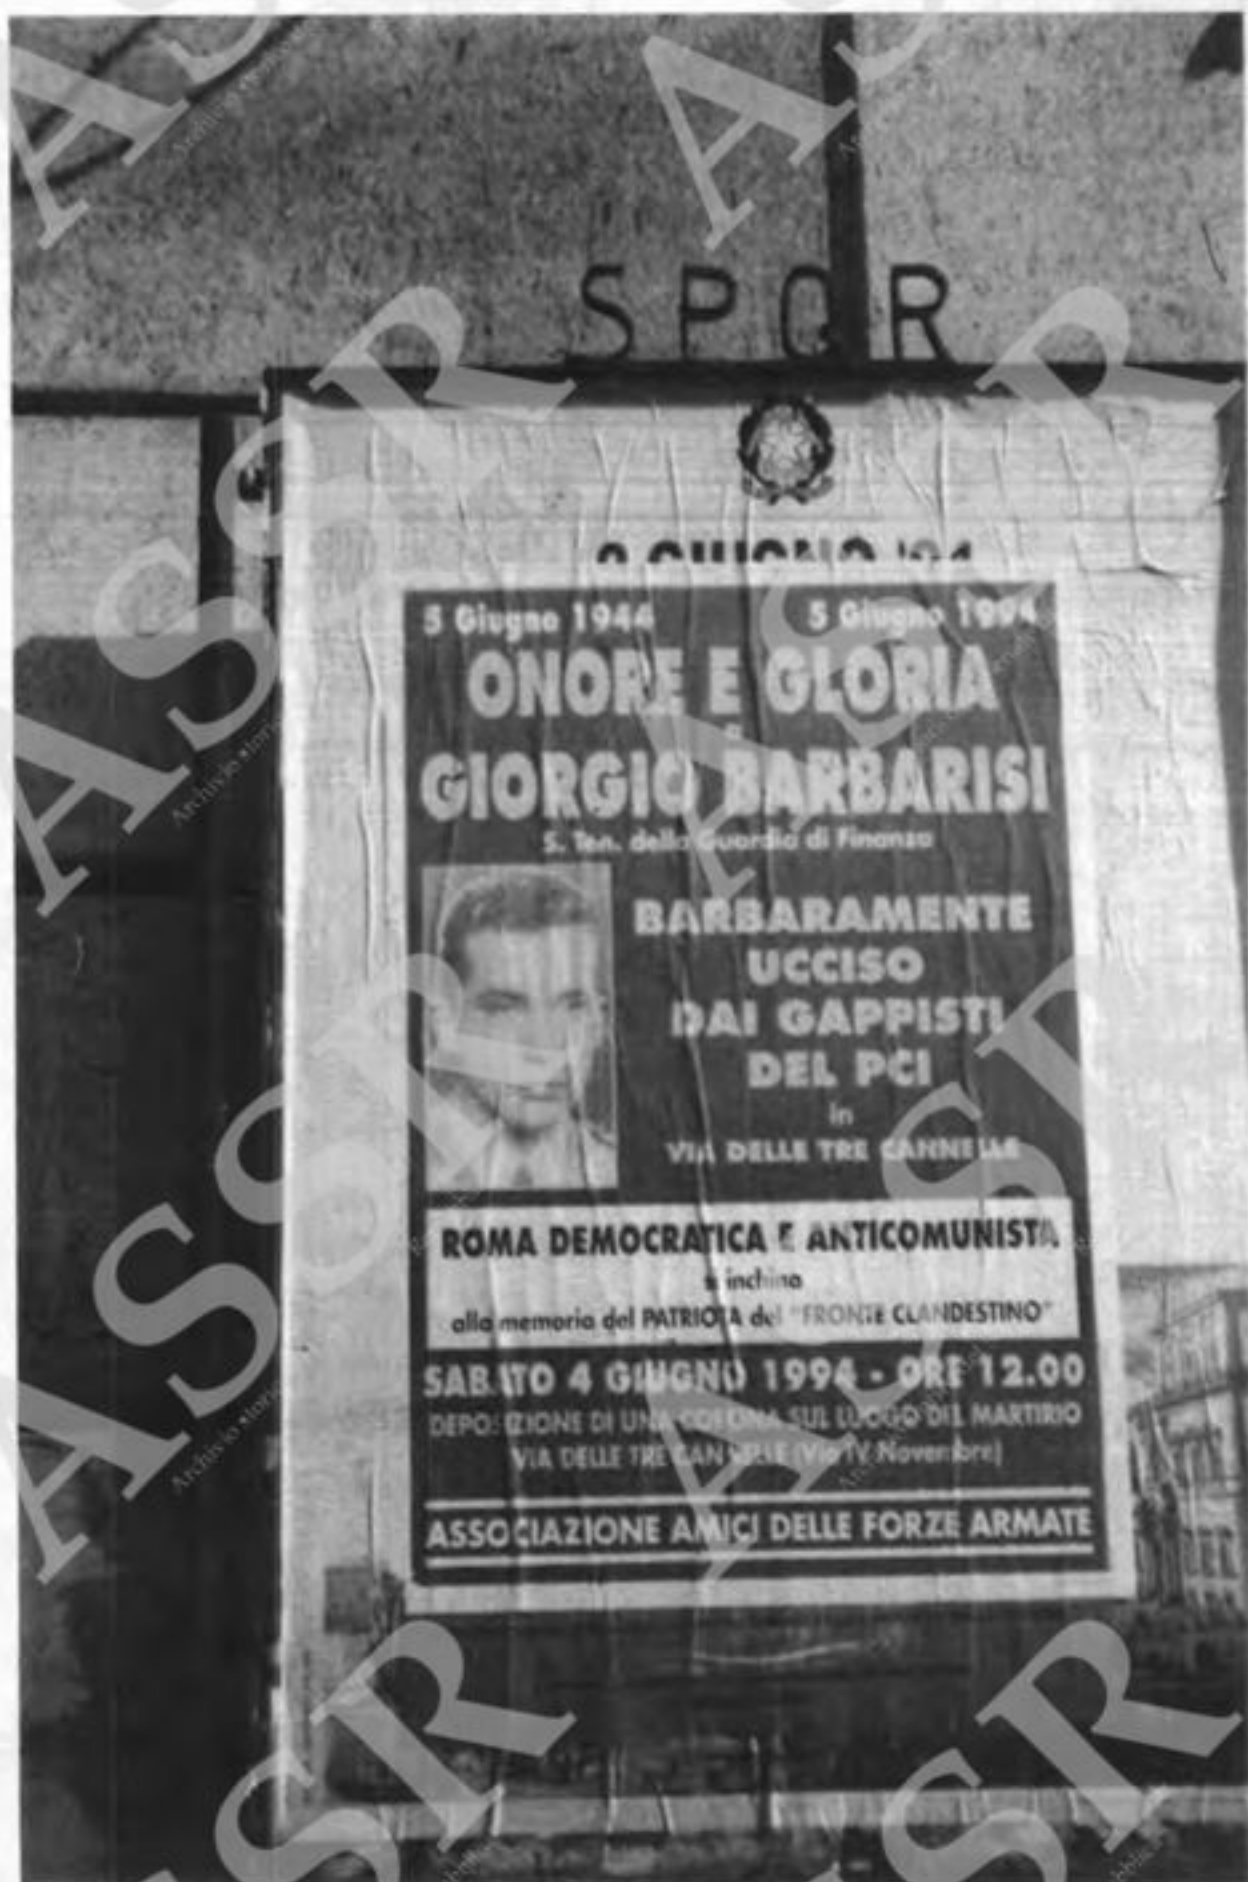 SPQR
5 Giugno 1944 5 Giugno 1994
ONORE E GLORIA
a
GIORGIO BARBARISI
S. Ten. della Guardia di Finanza
BARBARAMENTE
UCCISO
DAI GAPPISTI
DEL PCI
in
VIA DELLE TRE CANNELLE
ROMA DEMOCRATICA E ANTICOMUNISTA
si inchina
alla memoria del PATRIOTA del "FRONTE CLANDESTINO"
SABATO 4 GIUGNO 1994 - ORE 12.00
DEPOSIZIONE DI UNA CORONA SUL LUOGO DEL MARTIRIO
VIA DELLE TRE CANNELLE (Via IV Novembre)
ASSOCIAZIONE AMICI DELLE FORZE ARMATE
ASSR